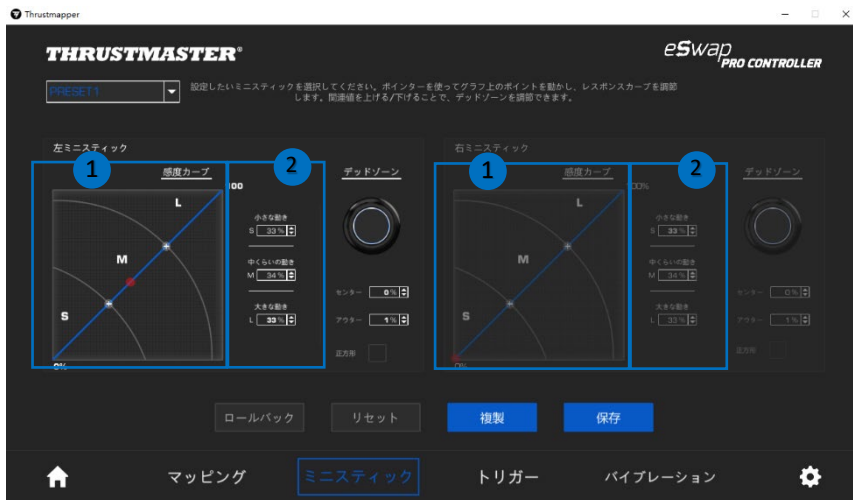 Thrustmapper
THRUSTMASTER®
eSwap
PRO CONTROLLER
PRESET1
設定したいミニスティックを選択してください。ポインターを使ってグラフ上のポイントを動かし、レスポンスカーブを調節
します。関連値を上げる/下げることで、デッドゾーンを調節できます。
左ミニスティック
1
感度カーブ
2
100
デッドゾーン
L
M
S
0%
小さな動き
S 33%
中くらいの動き
M 34%
大きな動き
L 33%
センター 0%
アウター 1%
正方形
右ミニスティック
1
感度カーブ
2
100%
デッドゾーン
L
M
S
0%
小さな動き
S 33%
中くらいの動き
M 34%
大きな動き
L 33%
センター 0%
アウター 1%
正方形
ロールバック
リセット
複製
保存
マッピング
ミニスティック
トリガー
バイブレーション